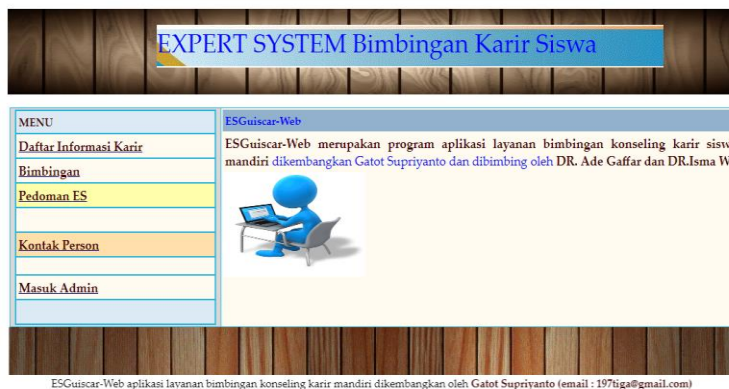 EXPERT SYSTEM Bimbingan Karir Siswa
MENU
Daftar Informasi Karir
Bimbingan
Pedoman ES
Kontak Person
Masuk Admin
ESGuiscar-Web
ESGuiscar-Web merupakan program aplikasi layanan bimbingan konseling karir
mandiri dikembangkan Gatot Supriyanto dan dibimbing oleh DR. Ade Gaffar dan DR.Isma
ESGuiscar-Web aplikasi layanan bimbingan konseling karir mandiri dikembangkan oleh Gatot Supriyanto (email : 197tiga@gmail.com)